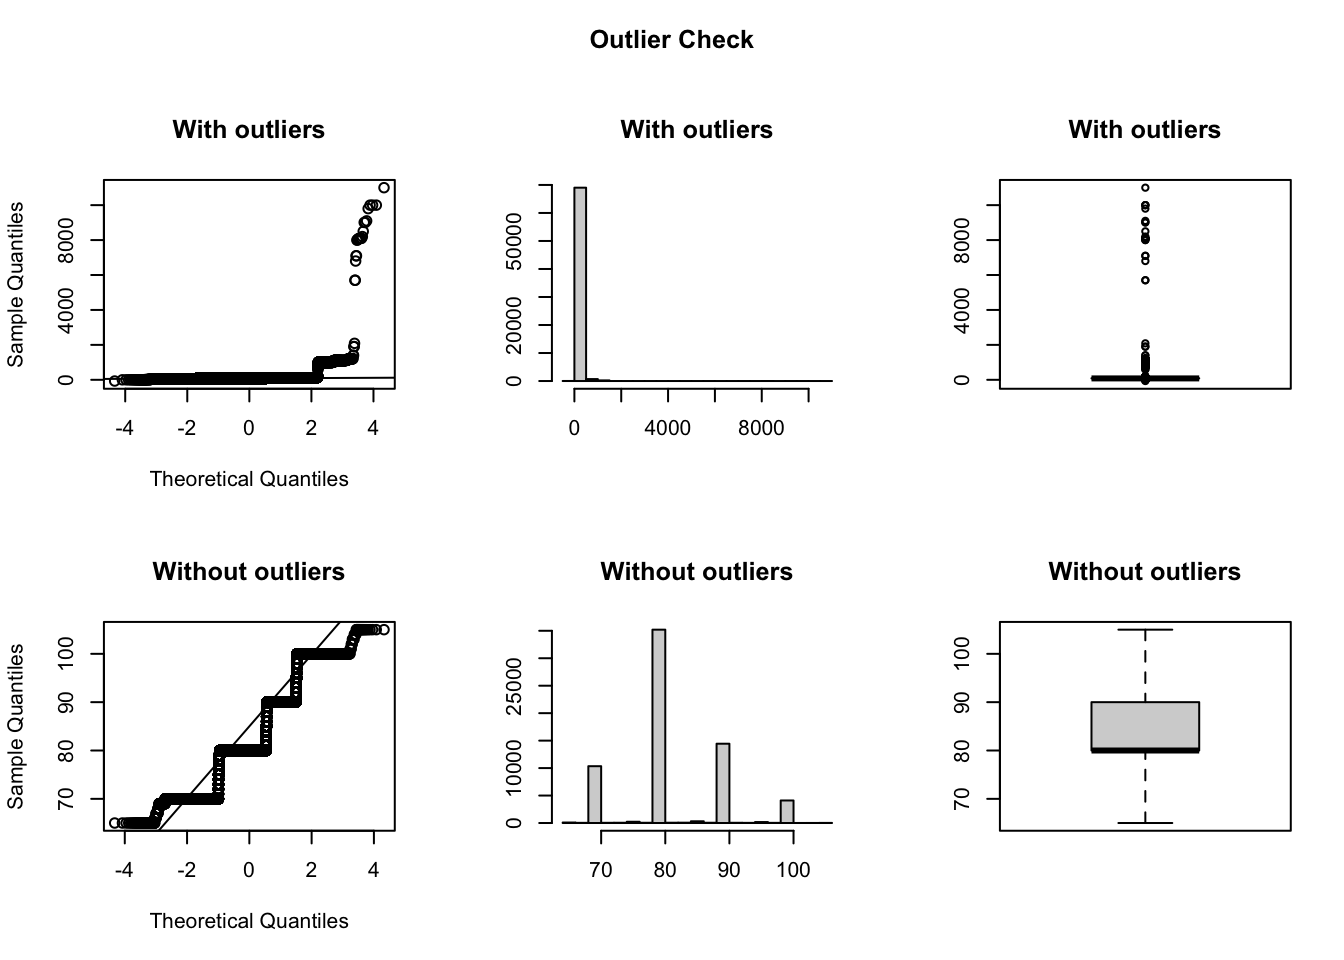 Outlier Check
With outliers
With outliers
With outliers
Sample Quantiles
0 4000 8000
-4 -2 0 2 4
Theoretical Quantiles
0 20000 50000
0 4000 8000
0 4000 8000
Without outliers
Without outliers
Without outliers
Sample Quantiles
70 80 90 100
-4 -2 0 2 4
Theoretical Quantiles
0 10000 25000
70 80 90 100
70 80 90 100